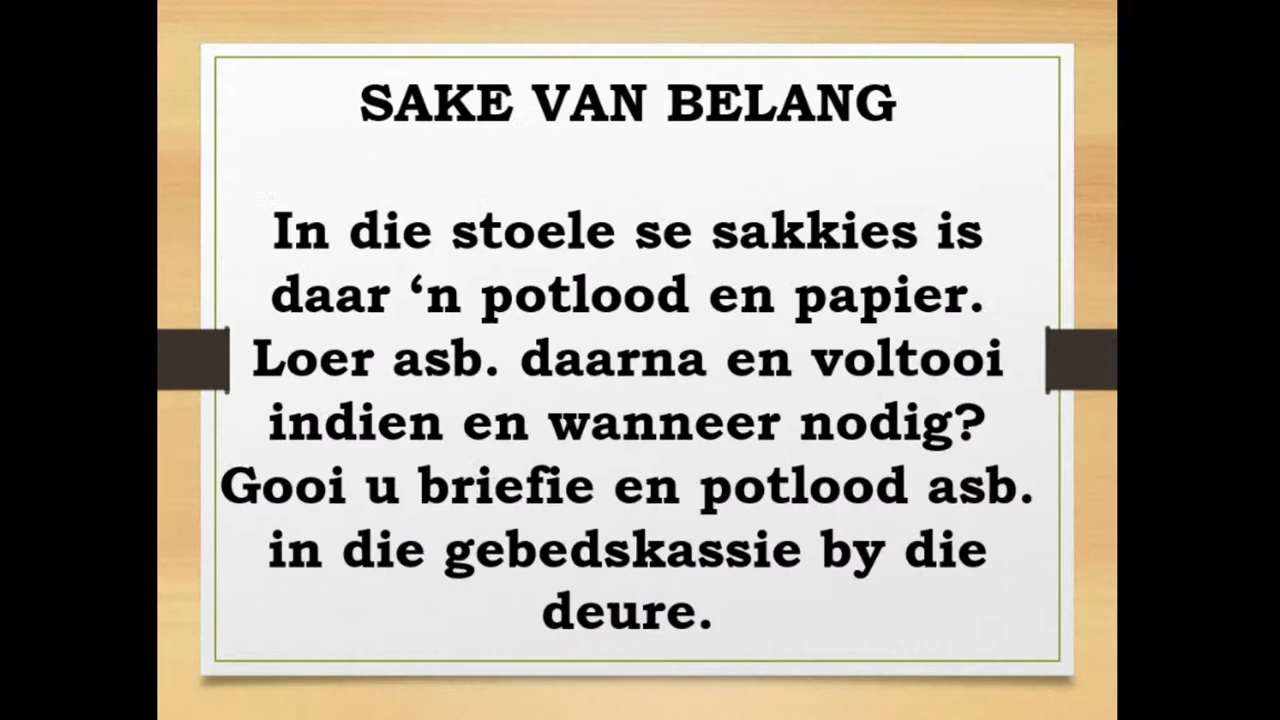 SAKE VAN BELANG
In die stoele se sakkies is
daar ‘n potlood en papier.
Loer asb. daarna en voltooi
indien en wanneer nodig?
Gooi u briefie en potlood asb.
in die gebedskassie by die
deure.